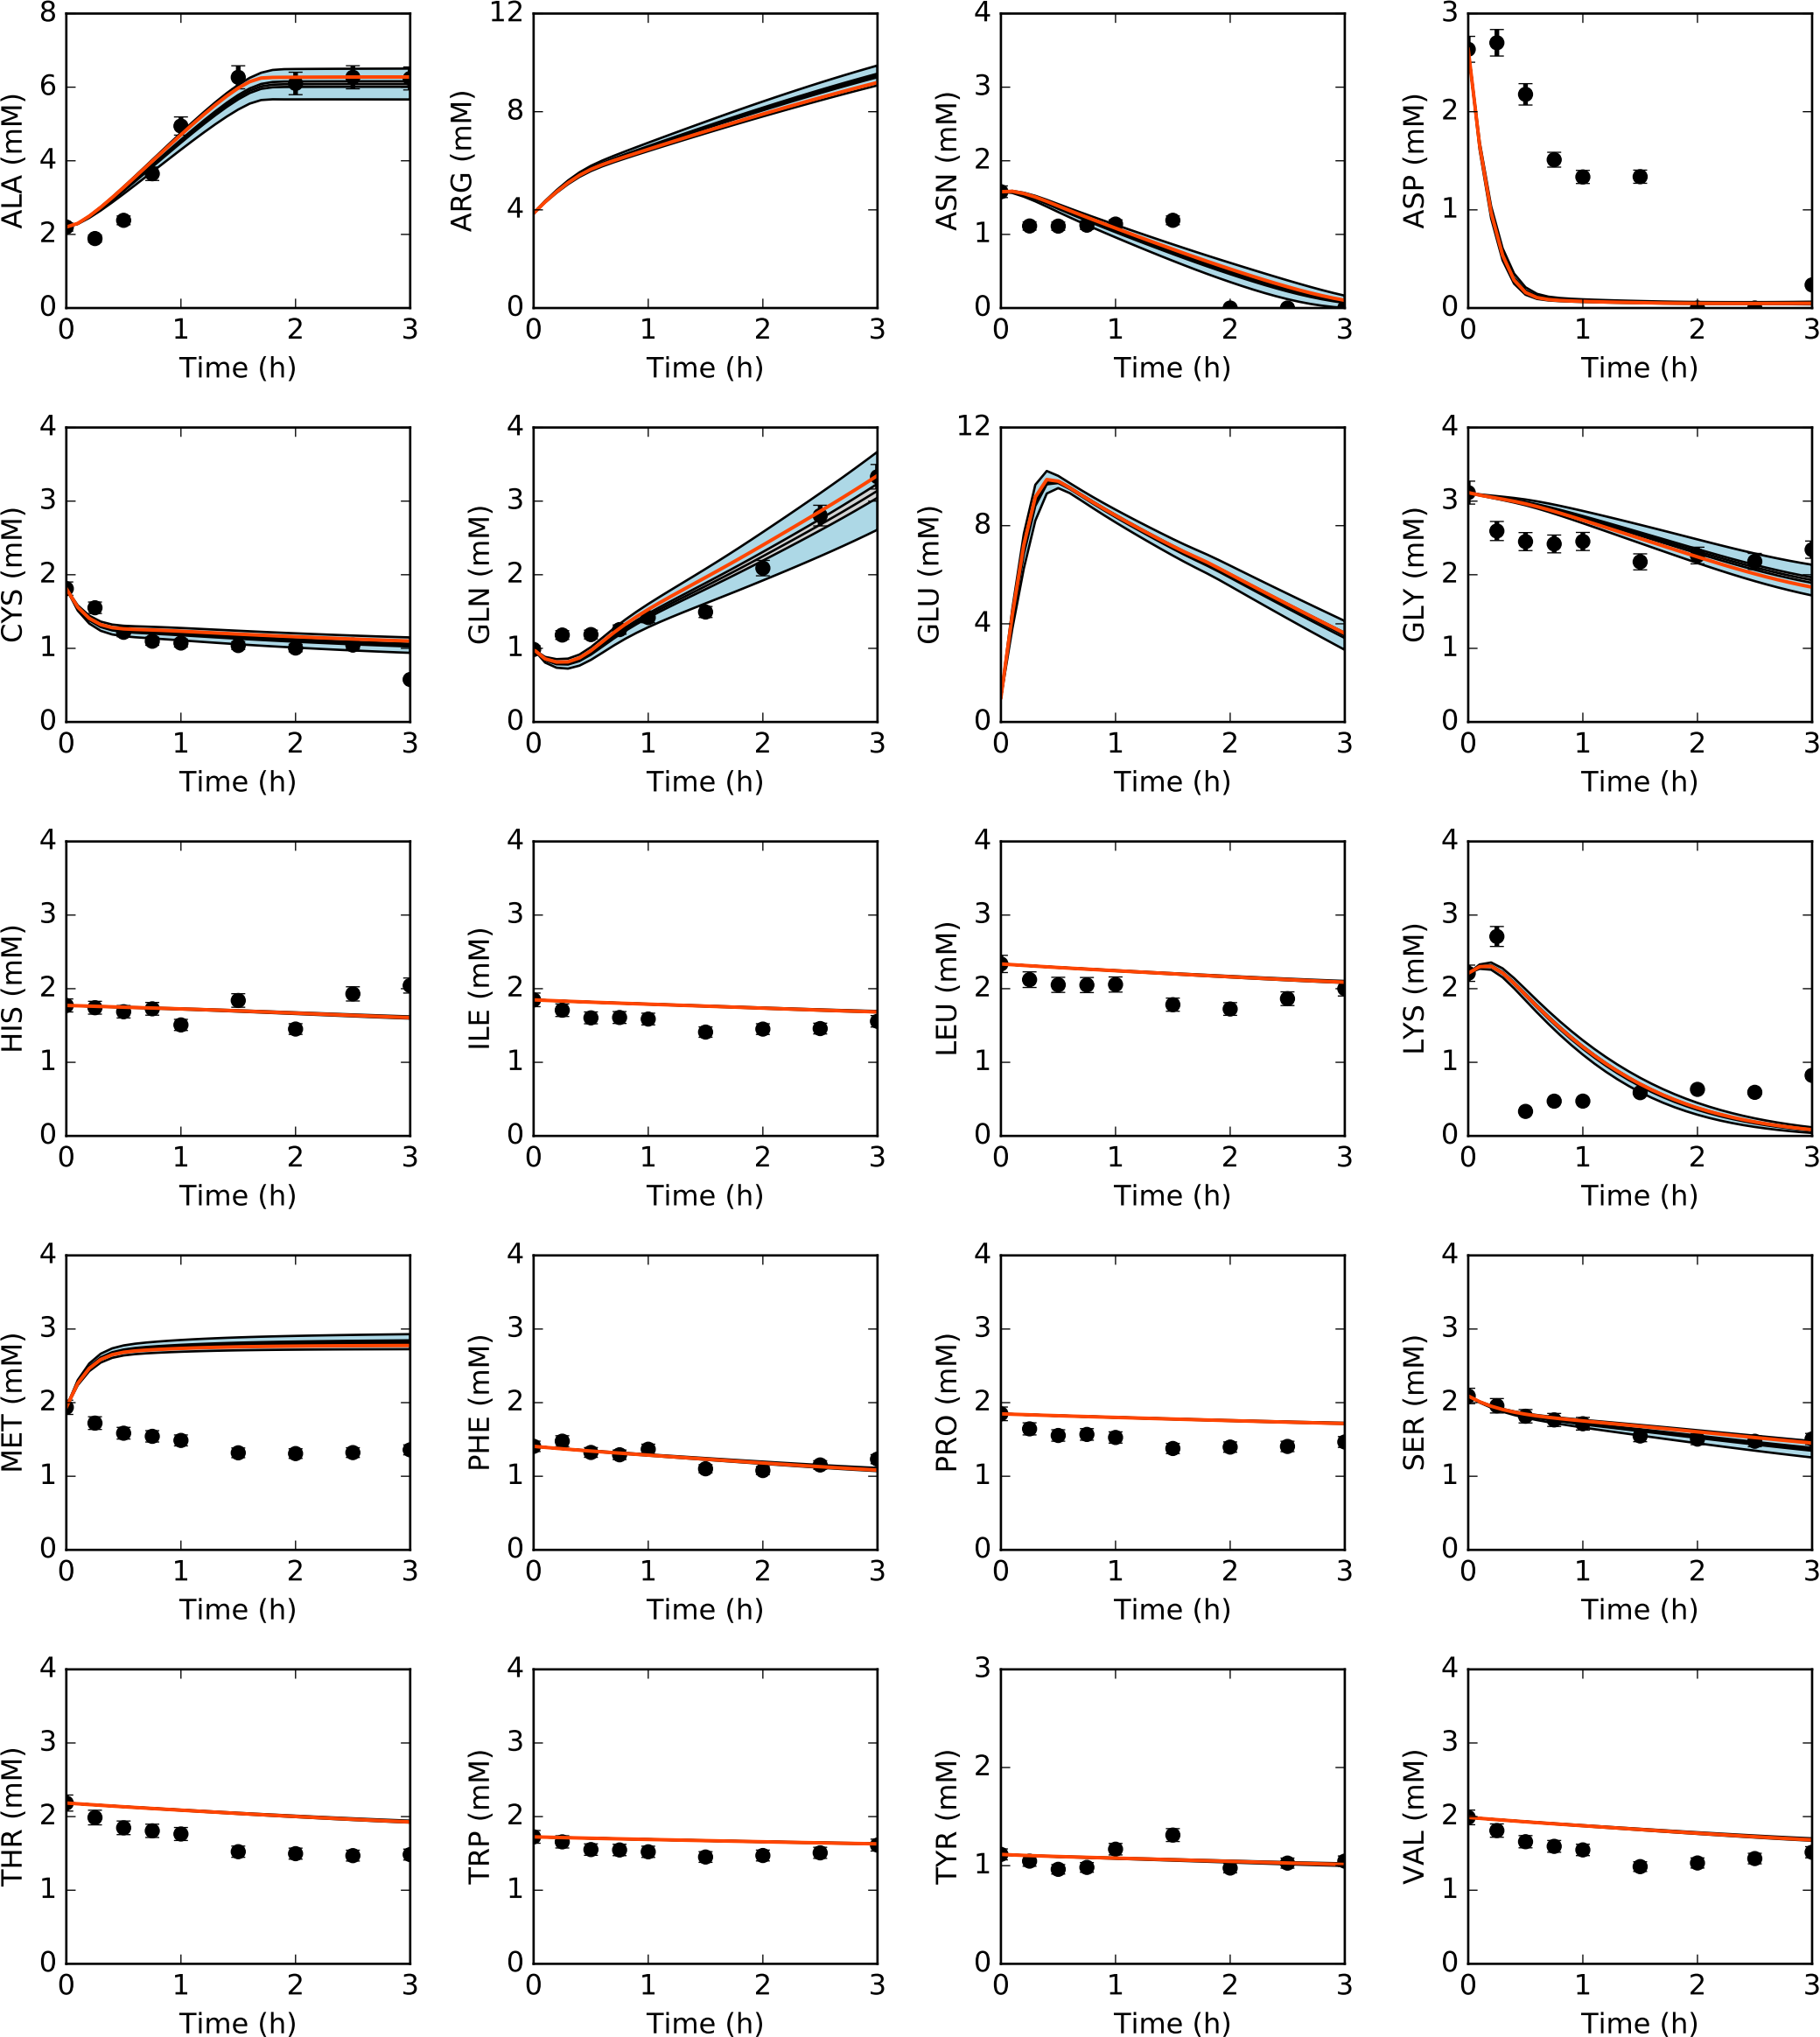 8
6
4
2
0
ALA (mM)
0 1 2 3
Time (h)
12
8
4
0
ARG (mM)
0 1 2 3
Time (h)
4
3
2
1
0
ASN (mM)
0 1 2 3
Time (h)
3
2
1
0
ASP (mM)
0 1 2 3
Time (h)
4
3
2
1
0
CYS (mM)
0 1 2 3
Time (h)
4
3
2
1
0
GLN (mM)
0 1 2 3
Time (h)
12
8
4
0
GLU (mM)
0 1 2 3
Time (h)
4
3
2
1
0
GLY (mM)
0 1 2 3
Time (h)
4
3
2
1
0
HIS (mM)
0 1 2 3
Time (h)
4
3
2
1
0
ILE (mM)
0 1 2 3
Time (h)
4
3
2
1
0
LEU (mM)
0 1 2 3
Time (h)
4
3
2
1
0
LYS (mM)
0 1 2 3
Time (h)
4
3
2
1
0
MET (mM)
0 1 2 3
Time (h)
4
3
2
1
0
PHE (mM)
0 1 2 3
Time (h)
4
3
2
1
0
PRO (mM)
0 1 2 3
Time (h)
4
3
2
1
0
SER (mM)
0 1 2 3
Time (h)
4
3
2
1
0
THR (mM)
0 1 2 3
Time (h)
4
3
2
1
0
TRP (mM)
0 1 2 3
Time (h)
3
2
1
0
TYR (mM)
0 1 2 3
Time (h)
4
3
2
1
0
VAL (mM)
0 1 2 3
Time (h)